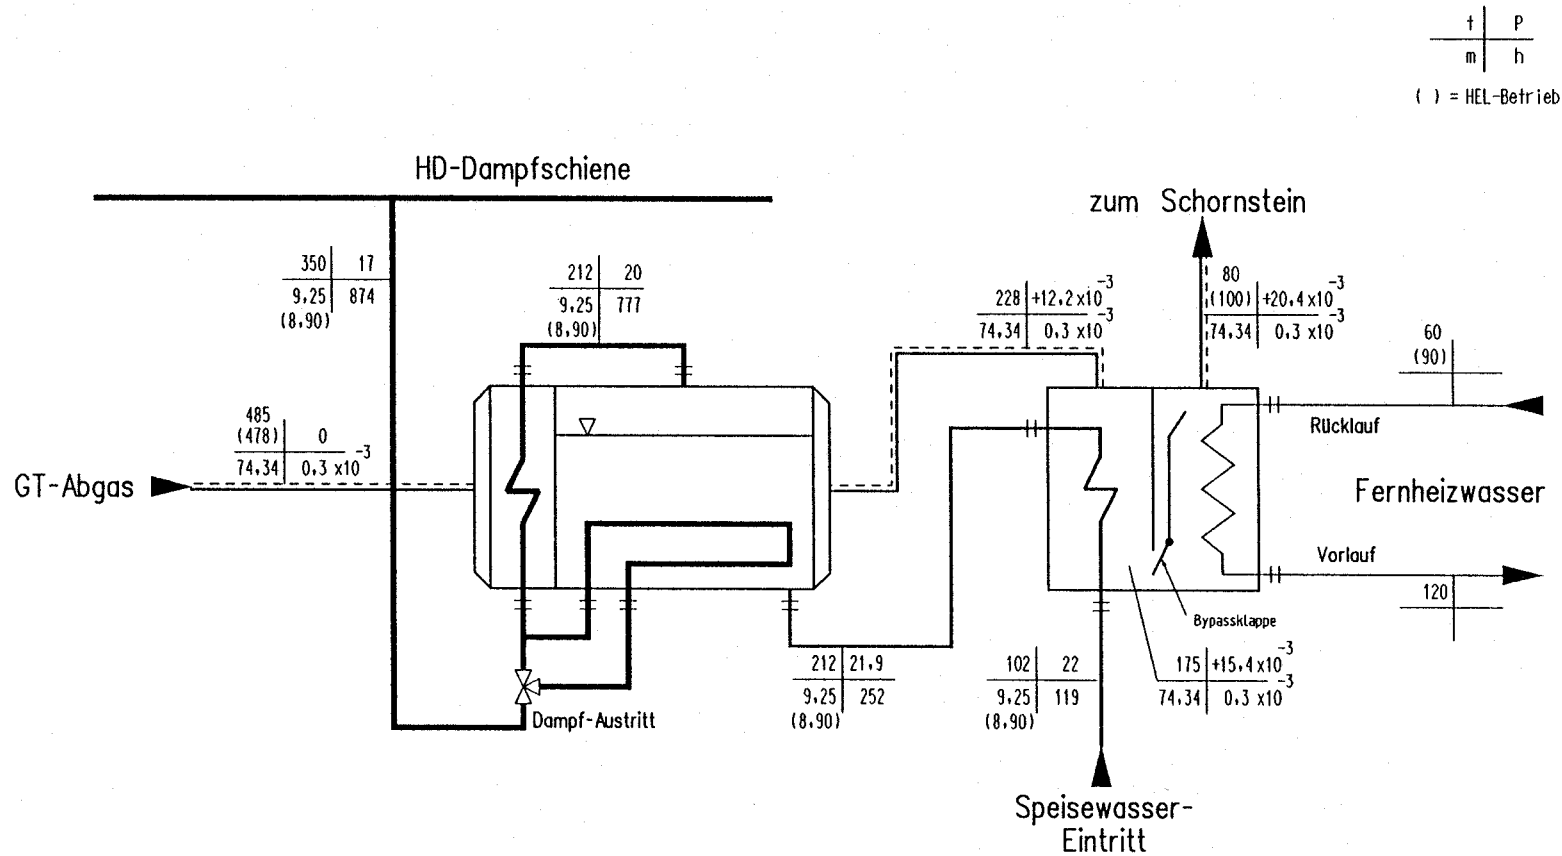 t P
m h
( ) = HEL-Betrieb
HD-Dampfschiene
zum Schornstein
350 17
9.25 874
(8.90)
212 20
9.25 777
(8.90)
228 +12.2 x10 -3
74.34 0.3 x10 -3
80
(100) +20.4 x10 -3
74.34 0.3 x10 -3
60
(90)
485
(478) 0
74.34 0.3 x10 -3
GT-Abgas
Rücklauf
Fernheizwasser
Vorlauf
120
Bypassklappe
212 21.9
9.25 252
(8.90)
102 22
9.25 119
(8.90)
175 +15.4x10 -3
74.34 0.3 x10 -3
Dampf-Austritt
Speisewasser-
Eintritt